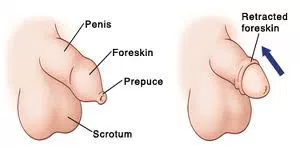 Penis
Foreskin
Prepuce
Scrotum
Retracted
foreskin